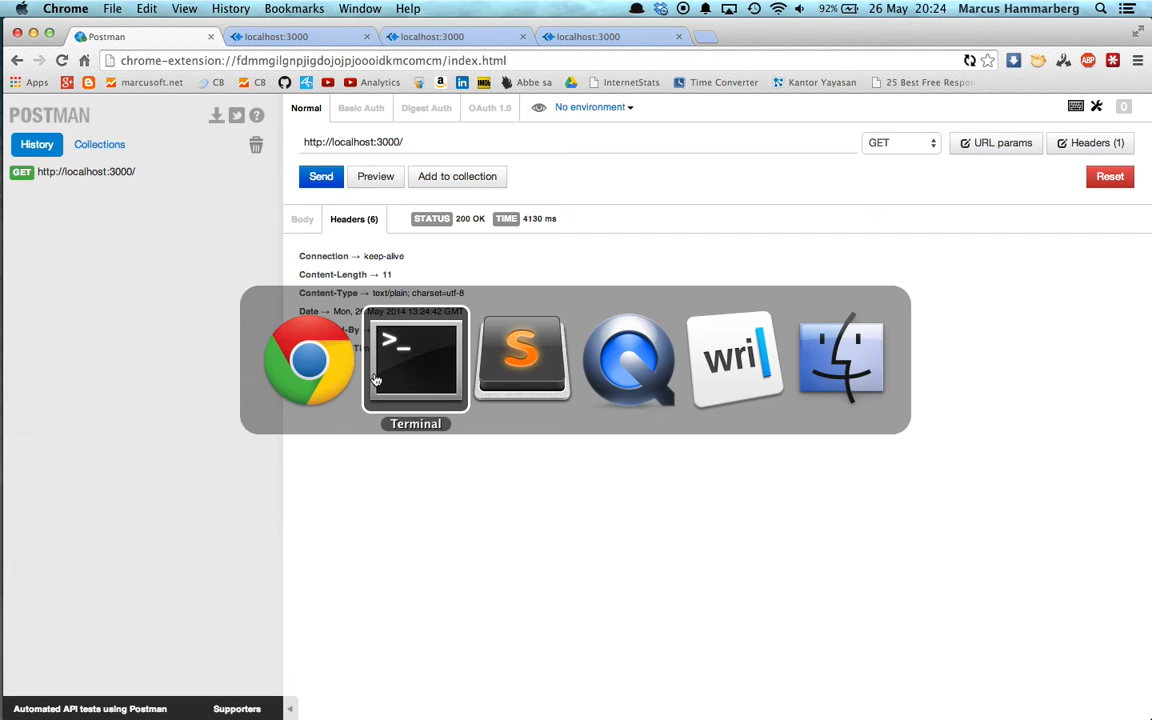 Chrome File Edit View History Bookmarks Window Help 92% 26 May 20:24 Marcus Hammarberg
Postman localhost:3000 localhost:3000 localhost:3000
chrome-extension://fdmmgilgnpjigdojojpjoooidkmcomcm/index.html
Apps marcusoft.net CB CB Analytics Abbe sa InternetStats Time Converter Kantor Yayasan 25 Best Free Respo
POSTMAN Normal Basic Auth Digest Auth OAuth 1.0 No environment 0
History Collections http://localhost:3000/ GET URL params Headers (1)
GET http://localhost:3000/
Send Preview Add to collection Reset
Body Headers (6) STATUS 200 OK TIME 4130 ms
Connection → keep-alive
Content-Length → 11
Content-Type → text/plain; charset=utf-8
Date → Mon, 26 May 2014 13:24:42 GMT
>_ S wri
Terminal
Automated API tests using Postman Supporters